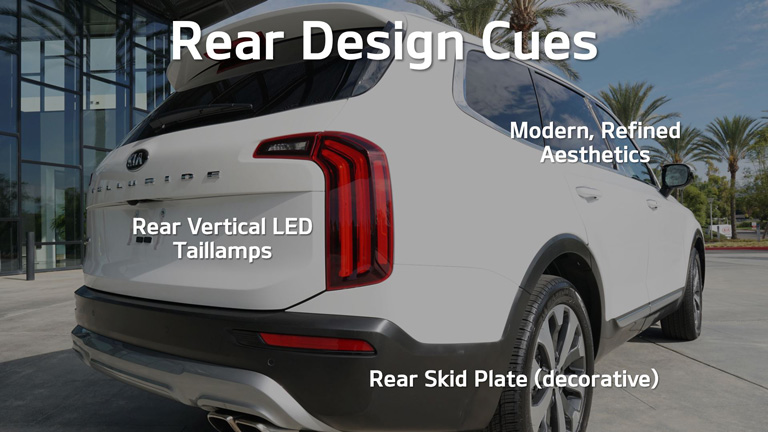 Rear Design Cues
Modern, Refined
Aesthetics
KIA
TELLURIDE
Rear Vertical LED
Taillamps
Rear Skid Plate (decorative)